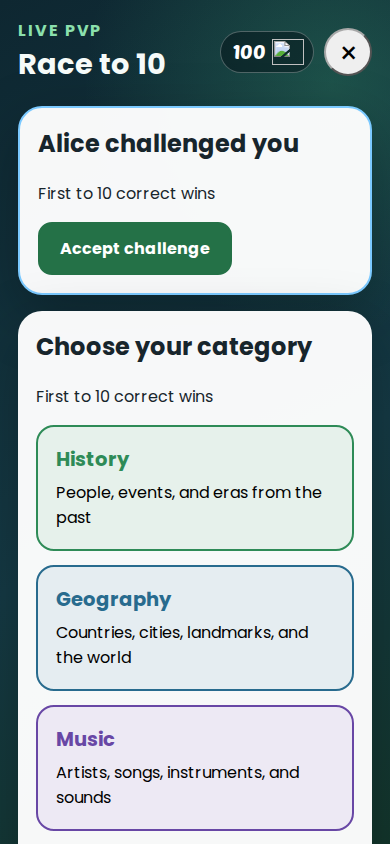 LIVE PVP
Race to 10
100
×
Alice challenged you
First to 10 correct wins
Accept challenge
Choose your category
First to 10 correct wins
History
People, events, and eras from the
past
Geography
Countries, cities, landmarks, and
the world
Music
Artists, songs, instruments, and
sounds